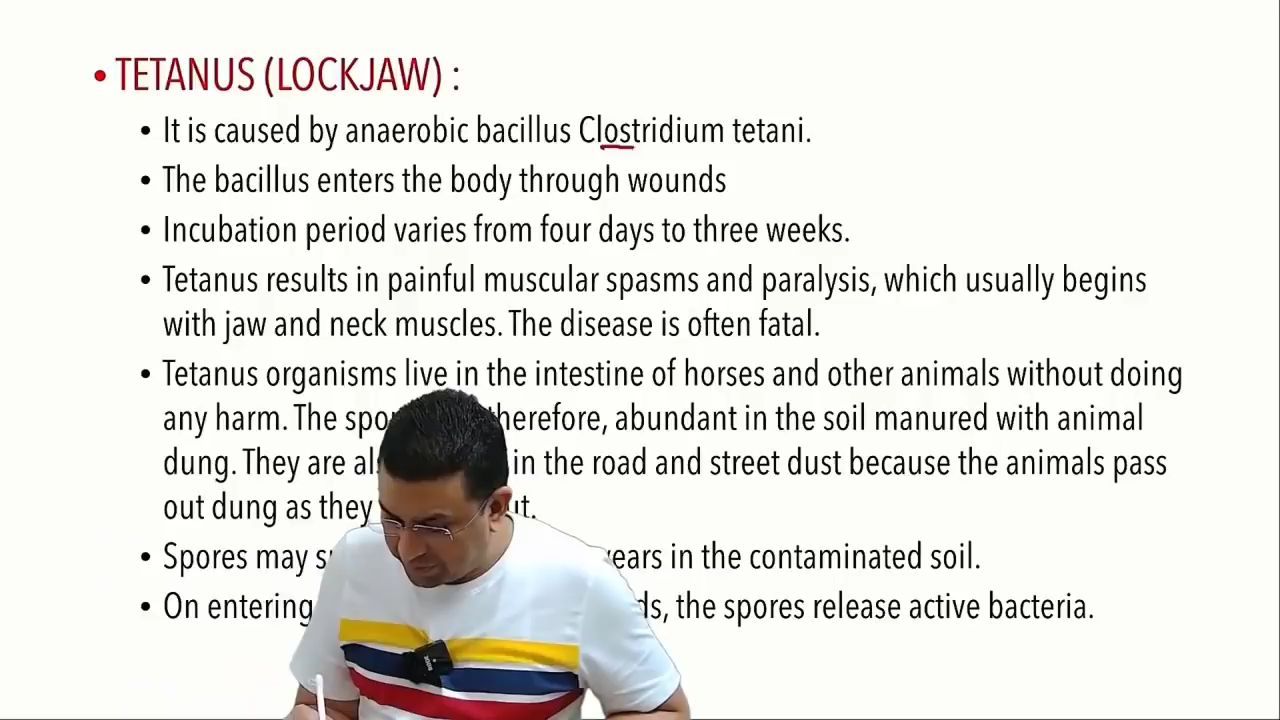 • TETANUS (LOCKJAW) :
• It is caused by anaerobic bacillus Clostridium tetani.
• The bacillus enters the body through wounds
• Incubation period varies from four days to three weeks.
• Tetanus results in painful muscular spasms and paralysis, which usually begins
with jaw and neck muscles. The disease is often fatal.
• Tetanus organisms live in the intestine of horses and other animals without doing
any harm. The therefore, abundant in the soil manured with animal
dung. They are in the road and street dust because the animals pass
out dung as they
• Spores may in the contaminated soil.
• On entering the spores release active bacteria.